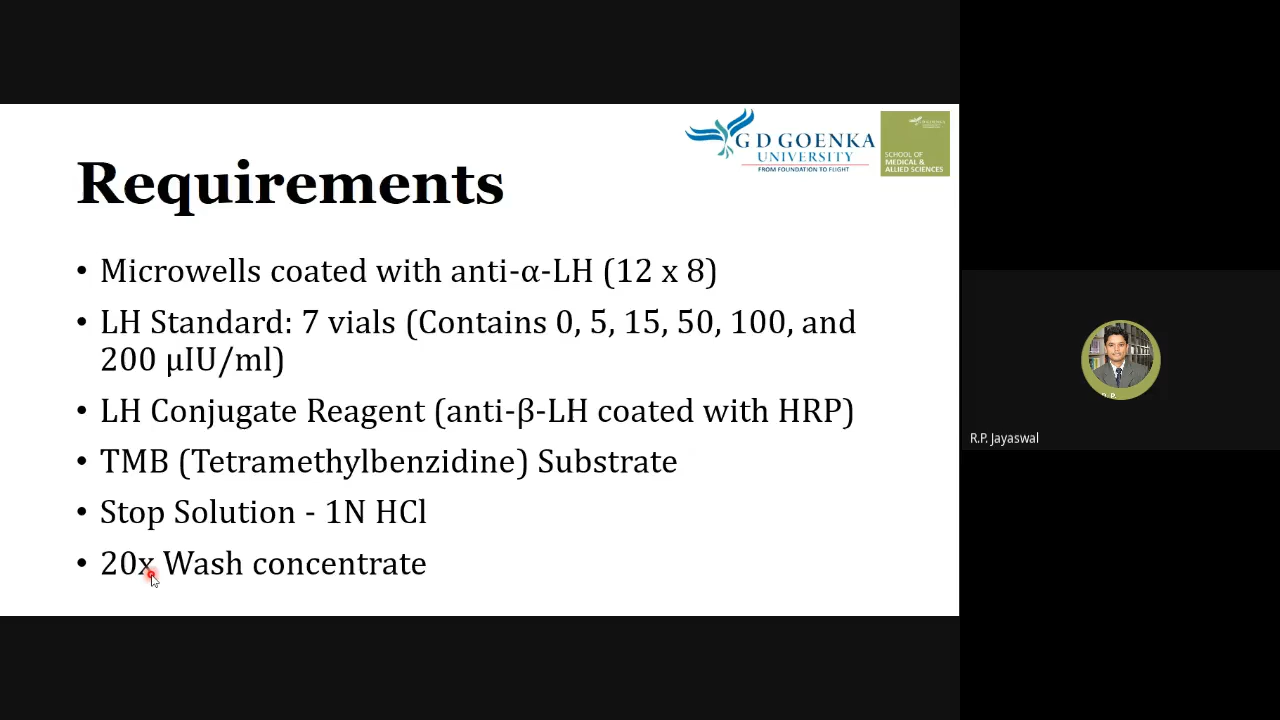 G D GOENKA
UNIVERSITY
FROM FOUNDATION TO FLIGHT
SCHOOL OF
MEDICAL &
ALLIED SCIENCES
Requirements
• Microwells coated with anti-α-LH (12 x 8)
• LH Standard: 7 vials (Contains 0, 5, 15, 50, 100, and
200 µIU/ml)
• LH Conjugate Reagent (anti-β-LH coated with HRP)
• TMB (Tetramethylbenzidine) Substrate
• Stop Solution - 1N HCl
• 20x Wash concentrate
R.P. Jayaswal